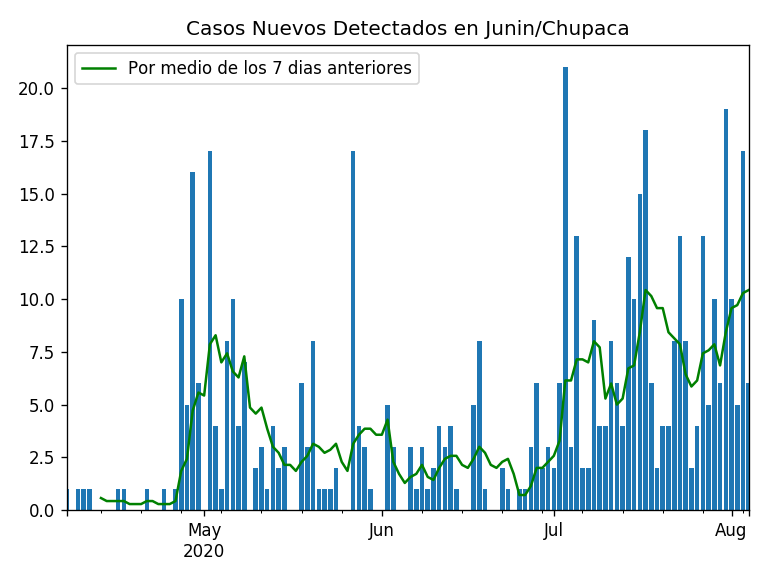 Casos Nuevos Detectados en Junin/Chupaca
Por medio de los 7 dias anteriores
20.0
17.5
15.0
12.5
10.0
7.5
5.0
2.5
0.0
May
2020
Jun
Jul
Aug